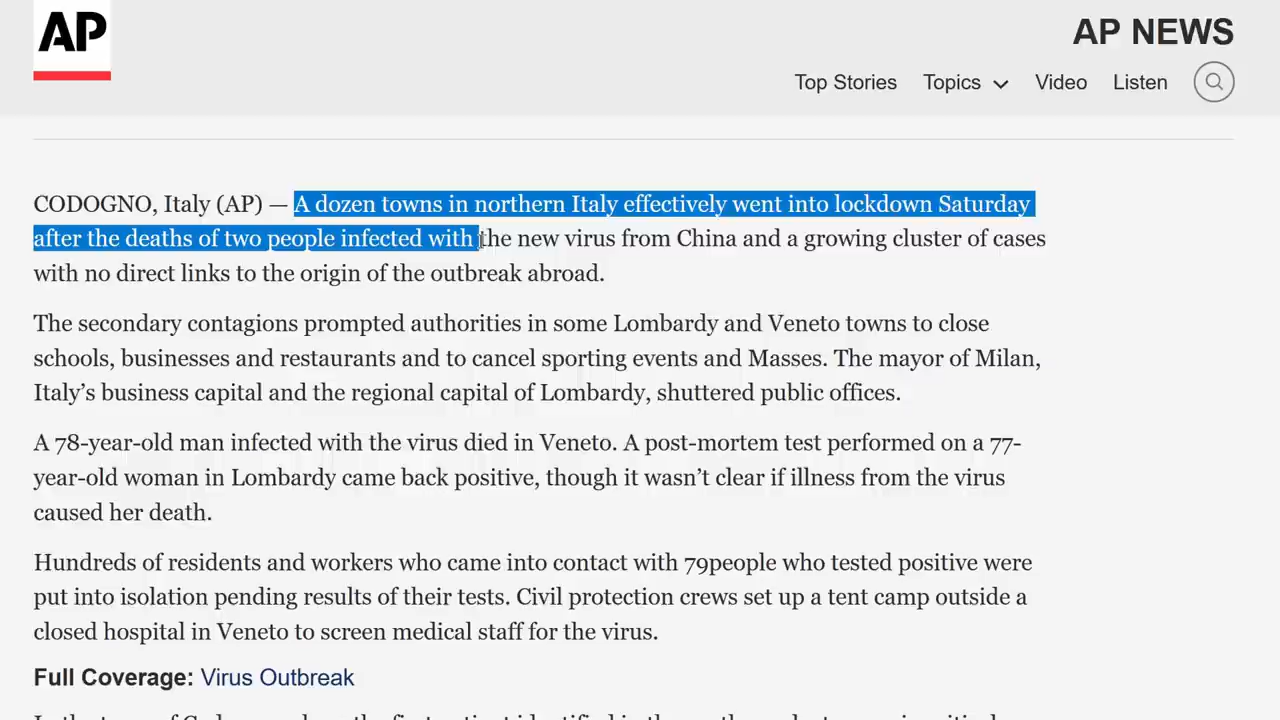 AP
AP NEWS
Top Stories Topics Video Listen
CODOGNO, Italy (AP) — A dozen towns in northern Italy effectively went into lockdown Saturday
after the deaths of two people infected with the new virus from China and a growing cluster of cases
with no direct links to the origin of the outbreak abroad.
The secondary contagions prompted authorities in some Lombardy and Veneto towns to close
schools, businesses and restaurants and to cancel sporting events and Masses. The mayor of Milan,
Italy’s business capital and the regional capital of Lombardy, shuttered public offices.
A 78-year-old man infected with the virus died in Veneto. A post-mortem test performed on a 77-
year-old woman in Lombardy came back positive, though it wasn’t clear if illness from the virus
caused her death.
Hundreds of residents and workers who came into contact with 79people who tested positive were
put into isolation pending results of their tests. Civil protection crews set up a tent camp outside a
closed hospital in Veneto to screen medical staff for the virus.
Full Coverage: Virus Outbreak